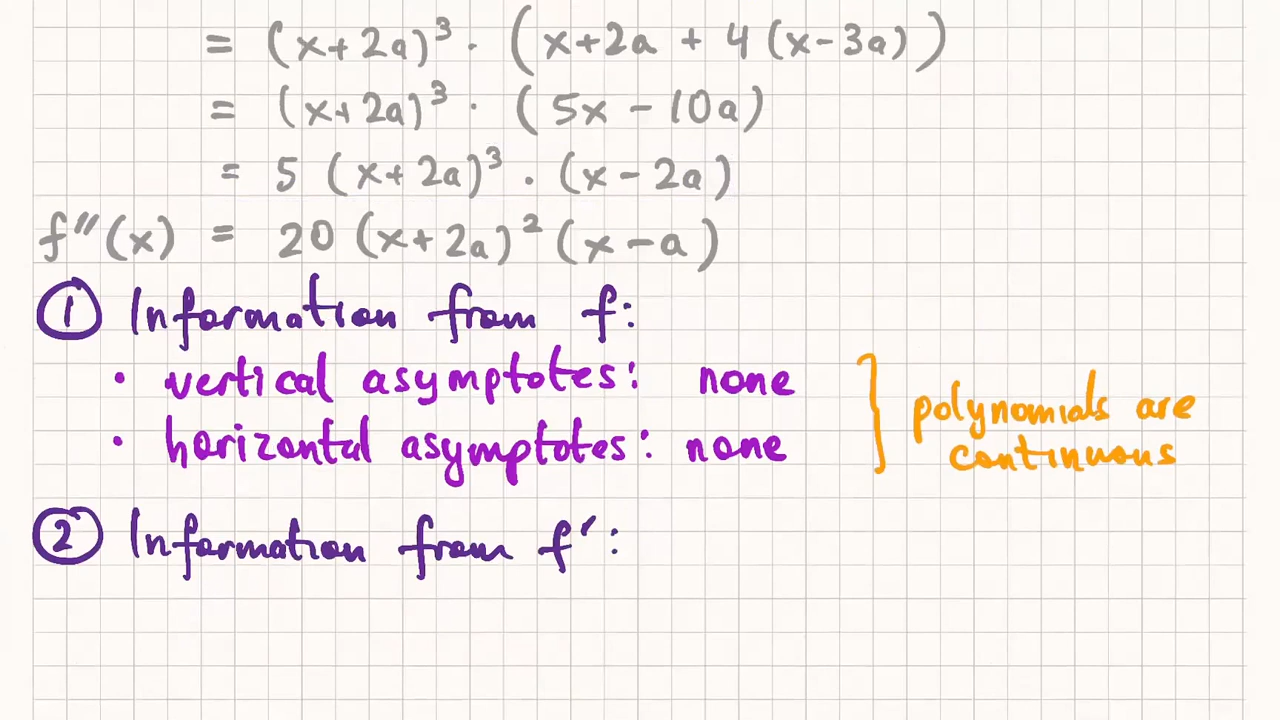 = (x+2a)³ · (x+2a + 4(x-3a))
= (x+2a)³ · (5x - 10a)
= 5 (x+2a)³ · (x - 2a)
f''(x) = 20 (x+2a)² (x-a)
① Information from f:
• vertical asymptotes: none
• horizontal asymptotes: none
} polynomials are
continuous
② Information from f':